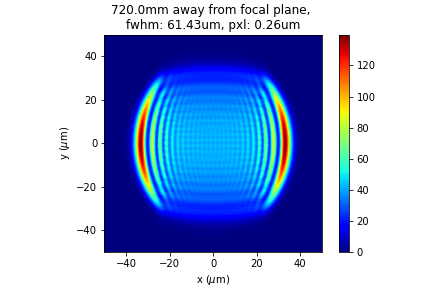 720.0mm away from focal plane,
fwhm: 61.43um, pxl: 0.26um
40
20
0
−20
−40
y (μm)
−40 −20 0 20 40
x (μm)
120
100
80
60
40
20
0